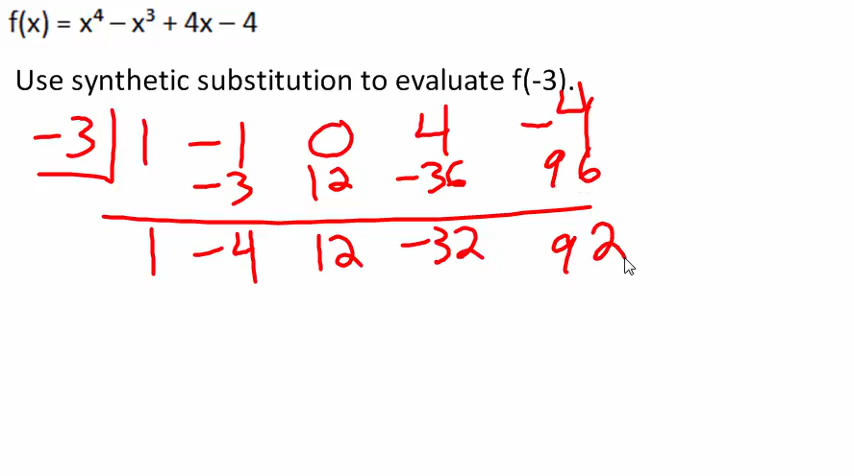 f(x) = x⁴ – x³ + 4x – 4
Use synthetic substitution to evaluate f(-3).
-3 1 -1 0 4 -4
-3 12 -36 96
1 -4 12 -32 92